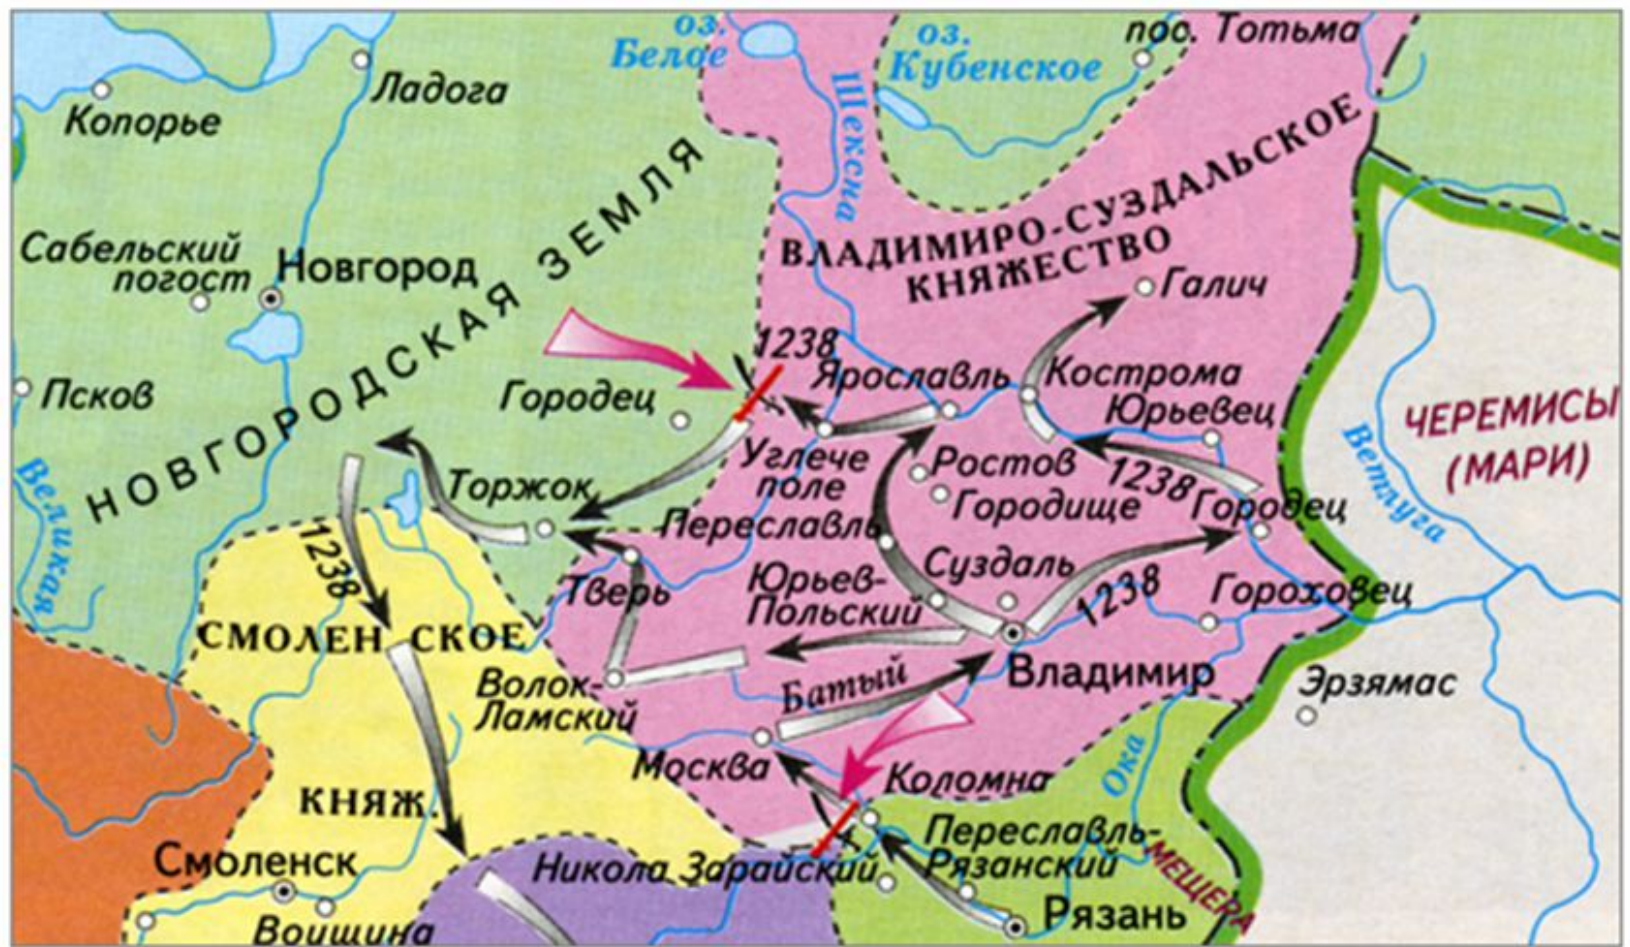 оз.
Белое
оз.
Кубенское
пос. Тотьма
Ладога
Копорье
Шексна
НОВГОРОДСКАЯ ЗЕМЛЯ
ВЛАДИМИРО-СУЗДАЛЬСКОЕ
КНЯЖЕСТВО
Сабельский
погост
Новгород
Галич
1238
Ярославль
Кострома
Юрьевец
Псков
Городец
ЧЕРЕМИСЫ
(МАРИ)
Ветлуга
Великая
Торжок
Углече
поле
Ростов
Городище
1238
Городец
Переславль
1238
Тверь
Юрьев-
Польский
Суздаль
1238
Гороховец
СМОЛЕНСКОЕ
КНЯЖ.
Волок-
Ламский
Батый
Владимир
Эрзямас
Москва
Коломна
Ока
Переславль-
Рязанский
МЕЩЕРА
Смоленск
Никола Зарайский
Воищина
Рязань